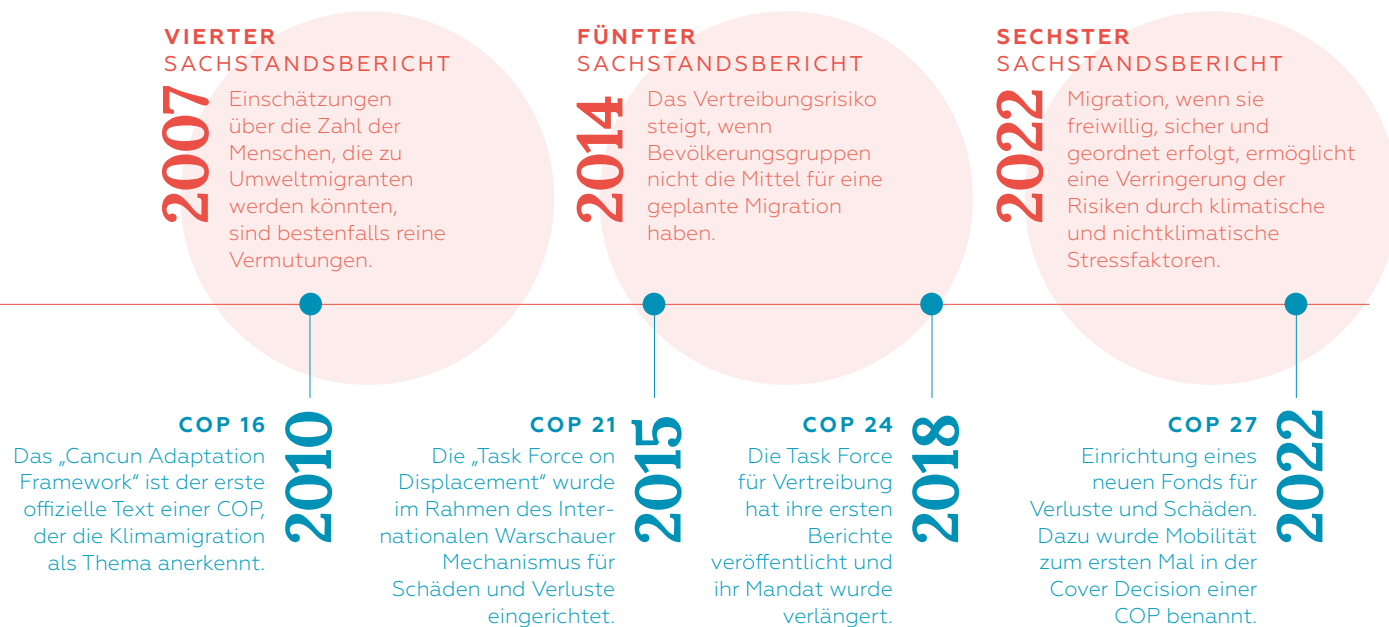 VIERTER
SACHSTANDSBERICHT
2007
Einschätzungen
über die Zahl der
Menschen, die zu
Umweltmigranten
werden könnten,
sind bestenfalls reine
Vermutungen.
FÜNFTER
SACHSTANDSBERICHT
2014
Das Vertreibungsrisiko
steigt, wenn
Bevölkerungsgruppen
nicht die Mittel für eine
geplante Migration
haben.
SECHSTER
SACHSTANDSBERICHT
2022
Migration, wenn sie
freiwillig, sicher und
geordnet erfolgt, ermöglicht
eine Verringerung der
Risiken durch klimatische
und nichtklimatische
Stressfaktoren.
COP 16
2010
Das „Cancun Adaptation
Framework“ ist der erste
offizielle Text einer COP,
der die Klimamigration
als Thema anerkennt.
COP 21
2015
Die „Task Force on
Displacement“ wurde
im Rahmen des Inter-
nationalen Warschauer
Mechanismus für
Schäden und Verluste
eingerichtet.
COP 24
2018
Die Task Force
für Vertreibung
hat ihre ersten
Berichte
veröffentlicht und
ihr Mandat wurde
verlängert.
COP 27
2022
Einrichtung eines
neuen Fonds für
Verluste und Schäden.
Dazu wurde Mobilität
zum ersten Mal in der
Cover Decision einer
COP benannt.